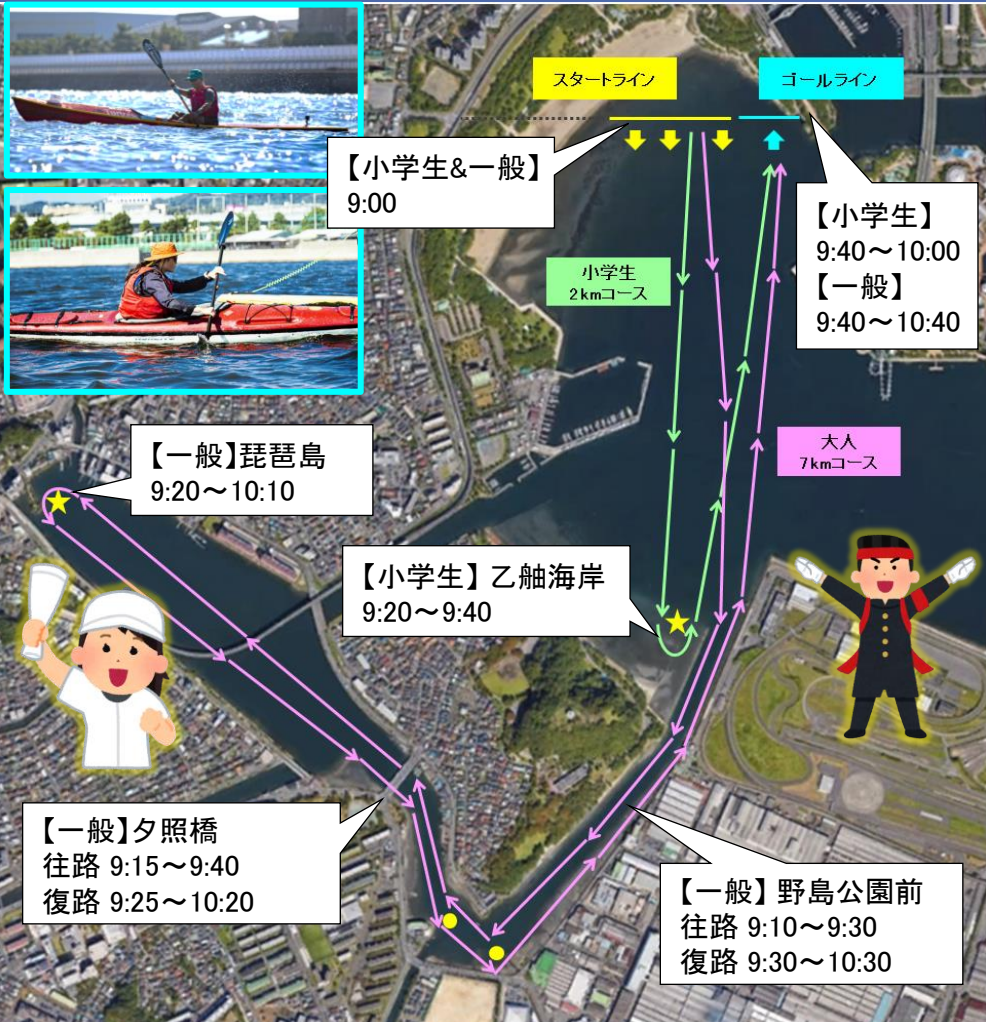 スタートライン
ゴールライン
【小学生&一般】
9:00
【小学生】
9:40～10:00
【一般】
9:40～10:40
小学生
2kmコース
大人
7kmコース
【一般】琵琶島
9:20～10:10
【小学生】乙舳海岸
9:20～9:40
【一般】夕照橋
往路 9:15～9:40
復路 9:25～10:20
【一般】野島公園前
往路 9:10～9:30
復路 9:30～10:30